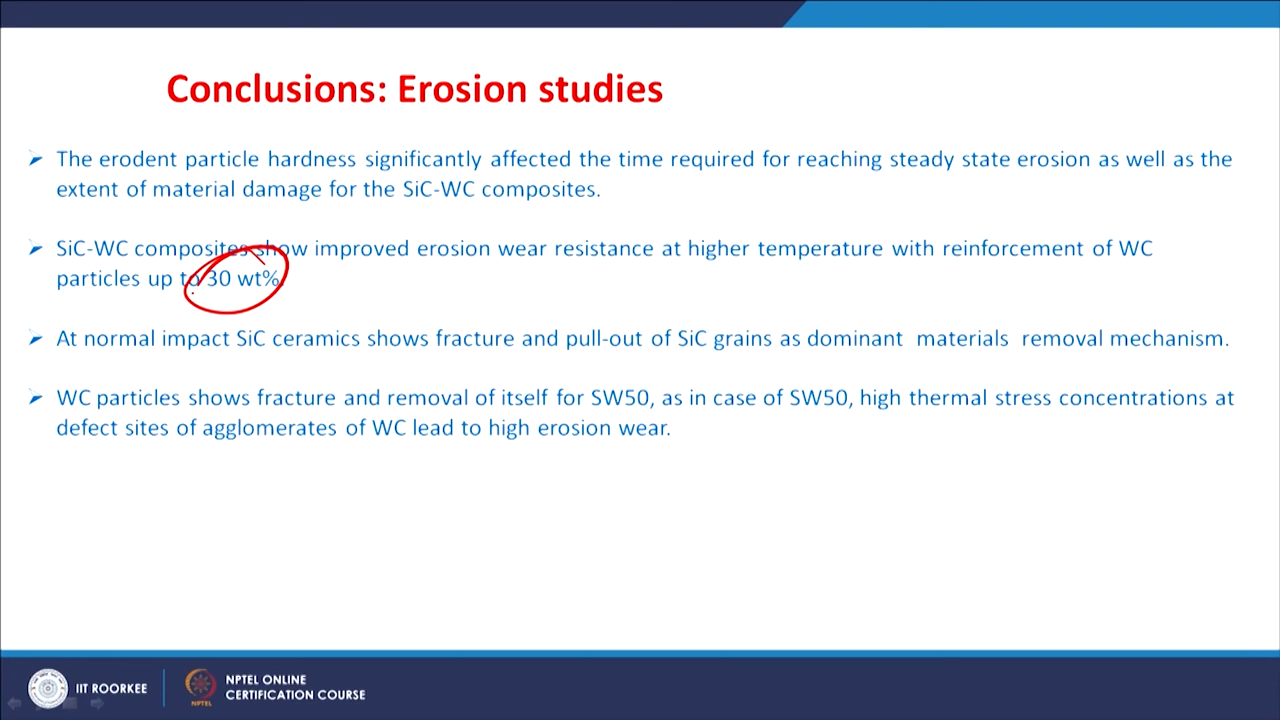 Conclusions: Erosion studies
The erodent particle hardness significantly affected the time required for reaching steady state erosion as well as the
extent of material damage for the SiC-WC composites.
SiC-WC composites show improved erosion wear resistance at higher temperature with reinforcement of WC
particles up to 30 wt%.
At normal impact SiC ceramics shows fracture and pull-out of SiC grains as dominant materials removal mechanism.
WC particles shows fracture and removal of itself for SW50, as in case of SW50, high thermal stress concentrations at
defect sites of agglomerates of WC lead to high erosion wear.
IIT ROORKEE
NPTEL
NPTEL ONLINE
CERTIFICATION COURSE